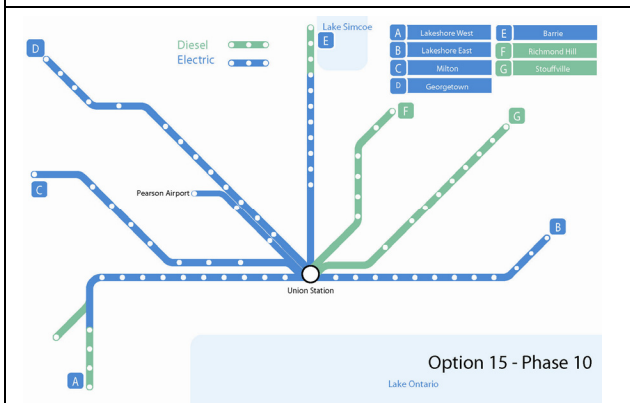 Lake Simcoe
E
Diesel
Electric
A Lakeshore West
B Lakeshore East
C Milton
D Georgetown
E Barrie
F Richmond Hill
G Stouffville
D
F
G
C
Pearson Airport
B
Union Station
A
Option 15 - Phase 10
Lake Ontario